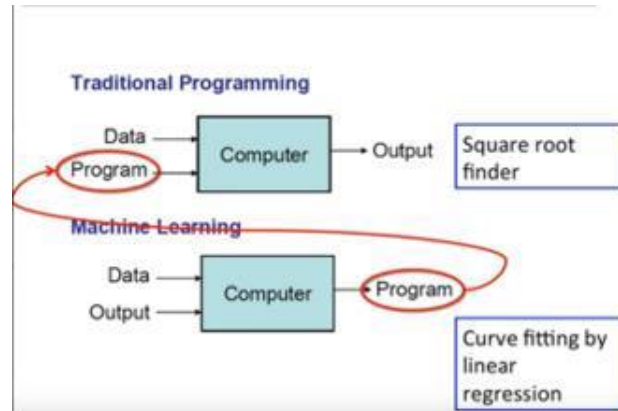 Traditional Programming
Data
Program
Computer
Output
Square root
finder
Machine Learning
Data
Output
Computer
Program
Curve fitting by
linear
regression